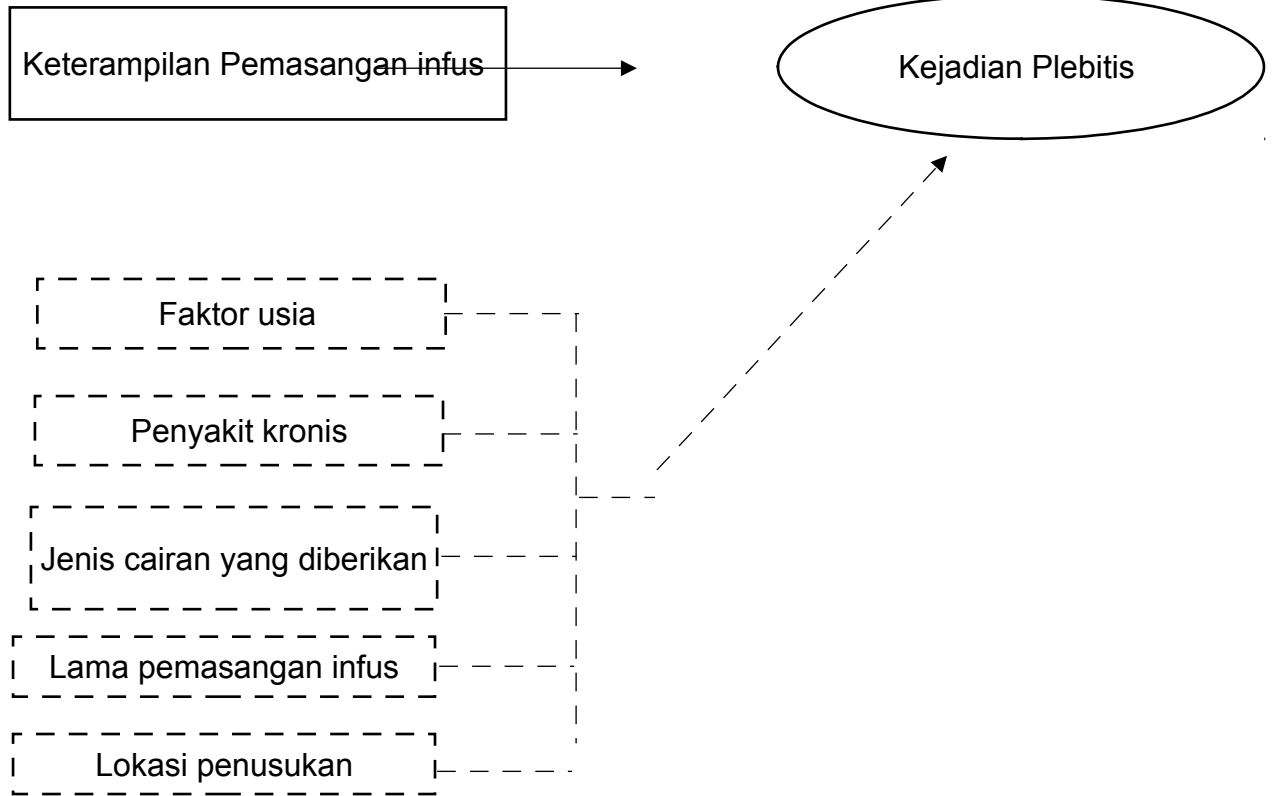 Keterampilan Pemasangan infus
Kejadian Plebitis
Faktor usia
Penyakit kronis
Jenis cairan yang diberikan
Lama pemasangan infus
Lokasi penusukan